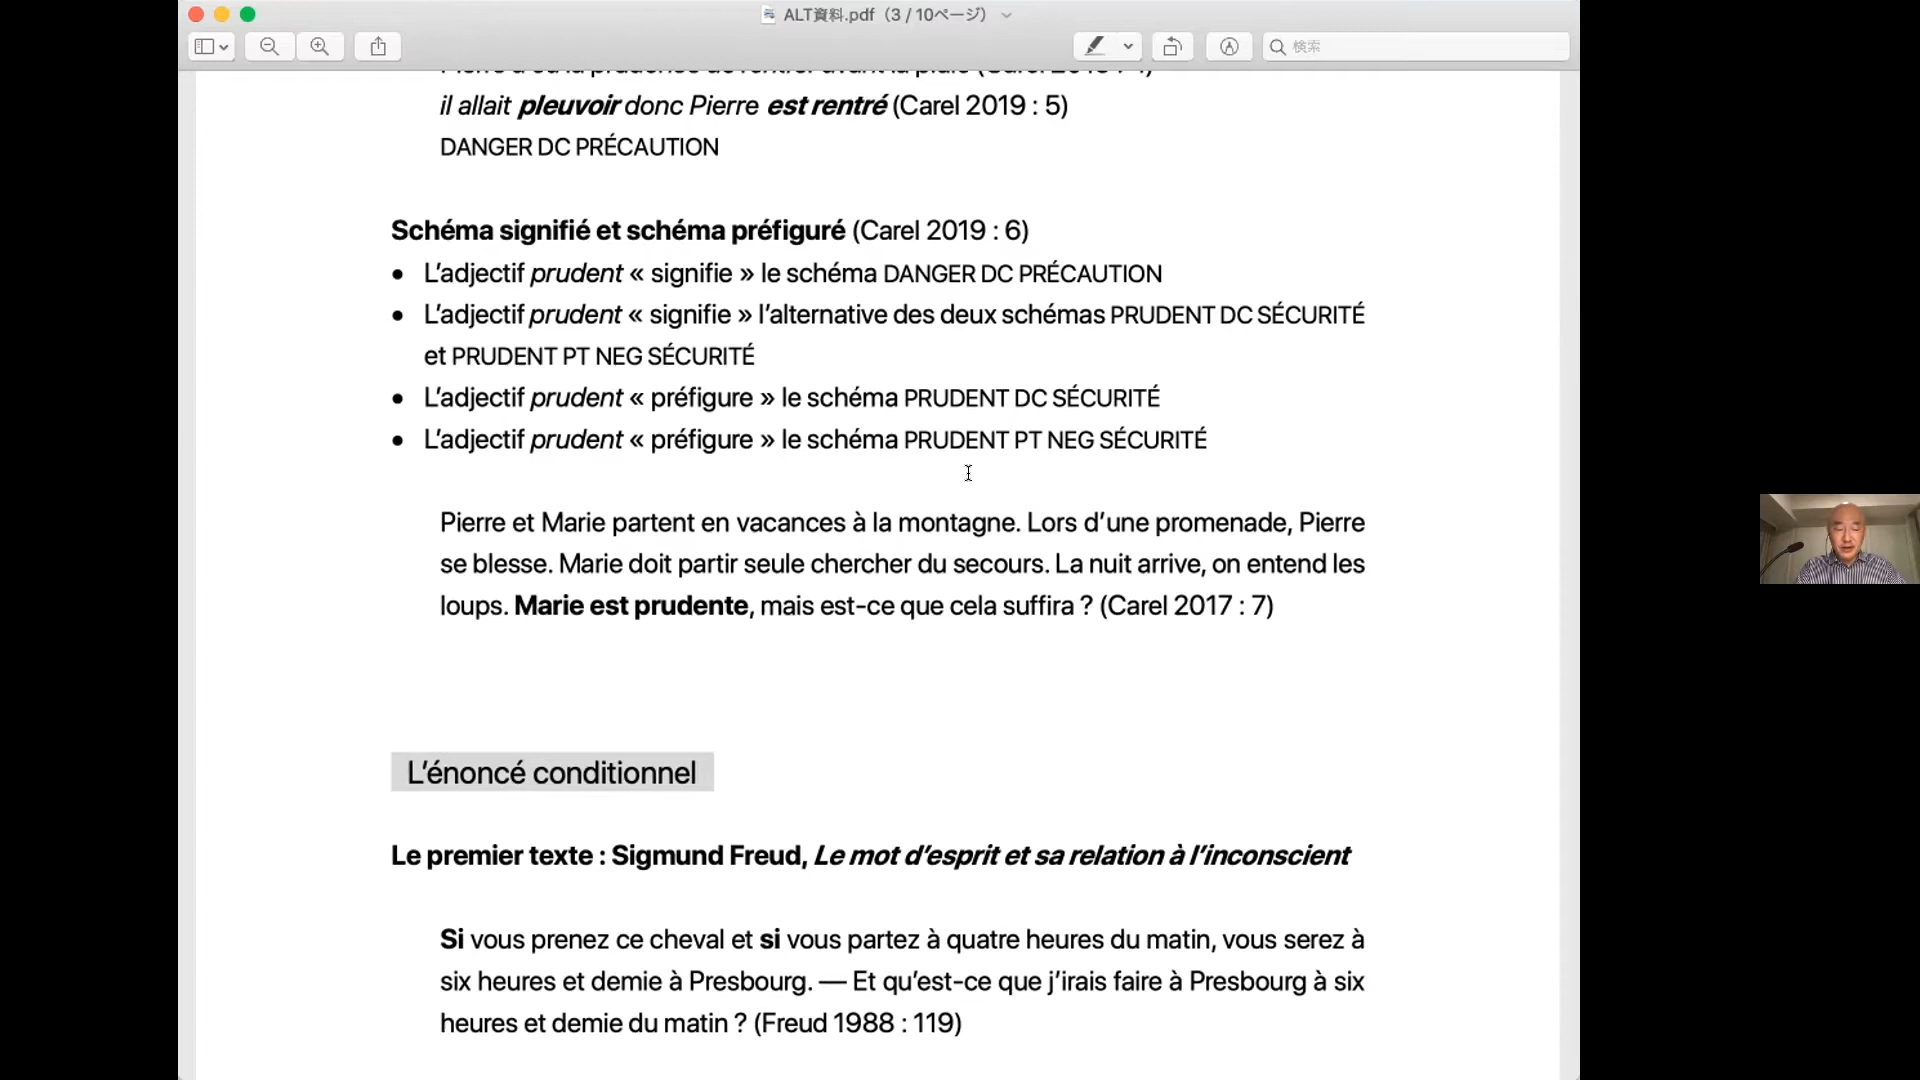 ALT資料.pdf（3 / 10ページ）
検索
il allait pleuvoir donc Pierre est rentré (Carel 2019 : 5)
DANGER DC PRÉCAUTION
Schéma signifié et schéma préfiguré (Carel 2019 : 6)
• L’adjectif prudent « signifie » le schéma DANGER DC PRÉCAUTION
• L’adjectif prudent « signifie » l’alternative des deux schémas PRUDENT DC SÉCURITÉ
et PRUDENT PT NEG SÉCURITÉ
• L’adjectif prudent « préfigure » le schéma PRUDENT DC SÉCURITÉ
• L’adjectif prudent « préfigure » le schéma PRUDENT PT NEG SÉCURITÉ
Pierre et Marie partent en vacances à la montagne. Lors d’une promenade, Pierre
se blesse. Marie doit partir seule chercher du secours. La nuit arrive, on entend les
loups. Marie est prudente, mais est-ce que cela suffira ? (Carel 2017 : 7)
L’énoncé conditionnel
Le premier texte : Sigmund Freud, Le mot d’esprit et sa relation à l’inconscient
Si vous prenez ce cheval et si vous partez à quatre heures du matin, vous serez à
six heures et demie à Presbourg. — Et qu’est-ce que j’irais faire à Presbourg à six
heures et demie du matin ? (Freud 1988 : 119)